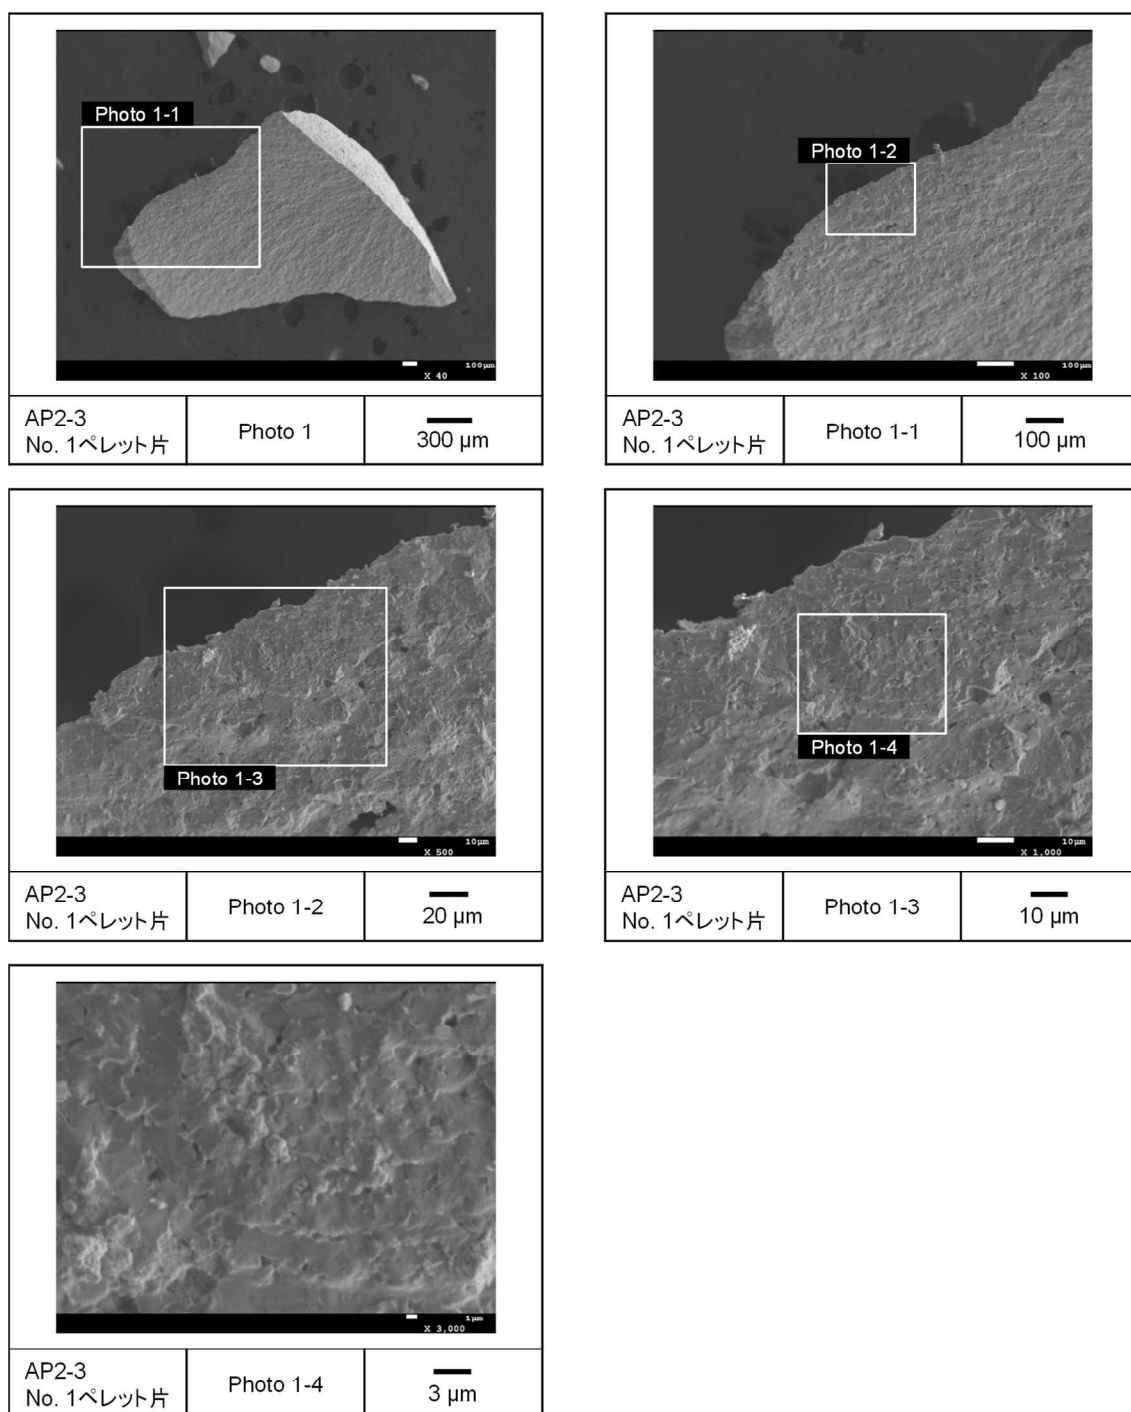 Photo 1-1
100μm
X 40
AP2-3
No. 1ペレット片
Photo 1
300 μm
Photo 1-2
100μm
X 100
AP2-3
No. 1ペレット片
Photo 1-1
100 μm
Photo 1-3
10μm
X 500
AP2-3
No. 1ペレット片
Photo 1-2
20 μm
Photo 1-4
10μm
X 1,000
AP2-3
No. 1ペレット片
Photo 1-3
10 μm
1μm
X 3,000
AP2-3
No. 1ペレット片
Photo 1-4
3 μm